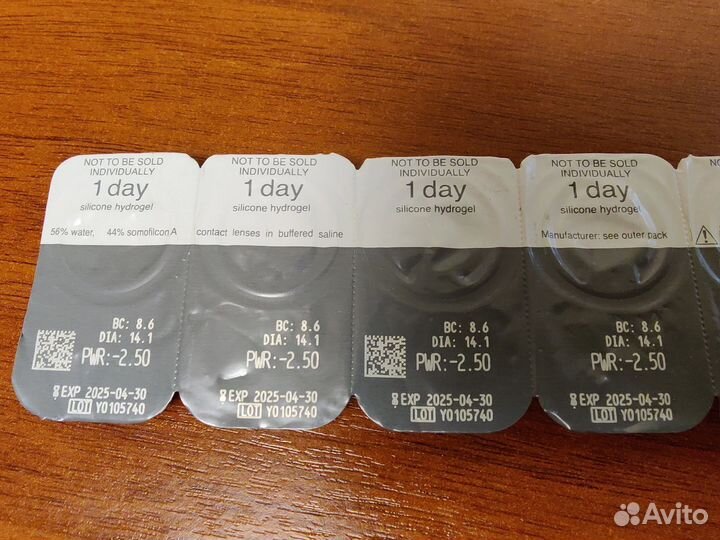 NOT TO BE SOLD
INDIVIDUALLY
1 day
silicone hydrogel
56% water, 44% somofilcon A
BC: 8.6
DIA: 14.1
PWR:-2.50
EXP 2025-04-30
LOT Y0105740
NOT TO BE SOLD
INDIVIDUALLY
1 day
silicone hydrogel
contact lenses in buffered saline
BC: 8.6
DIA: 14.1
PWR:-2.50
EXP 2025-04-30
LOT Y0105740
NOT TO BE SOLD
INDIVIDUALLY
1 day
silicone hydrogel
BC: 8.6
DIA: 14.1
PWR:-2.50
EXP 2025-04-30
LOT Y0105740
NOT TO BE SOLD
INDIVIDUALLY
1 day
silicone hydrogel
Manufacturer: see outer pack
BC: 8.6
DIA: 14.1
PWR:-2.50
EXP 2025-04-30
LOT Y0105740
Avito